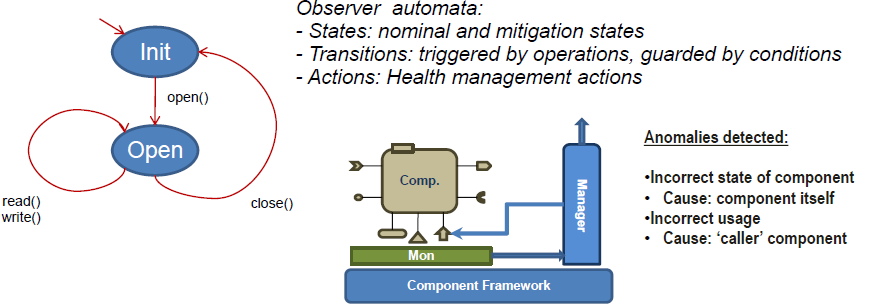 Observer automata:
- States: nominal and mitigation states
- Transitions: triggered by operations, guarded by conditions
- Actions: Health management actions
Init
open()
Open
read()
write()
close()
Comp.
Manager
Mon
Component Framework
Anomalies detected:
•Incorrect state of component
• Cause: component itself
•Incorrect usage
• Cause: ‘caller’ component